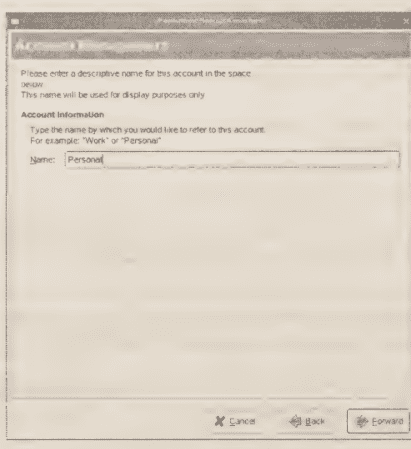 Please enter a descriptive name for this account in the space
below.
This name will be used for display purposes only.
Account Information
Type the name by which you would like to refer to this account.
For example: "Work" or "Personal"
Name: Personal
Cancel Back Forward